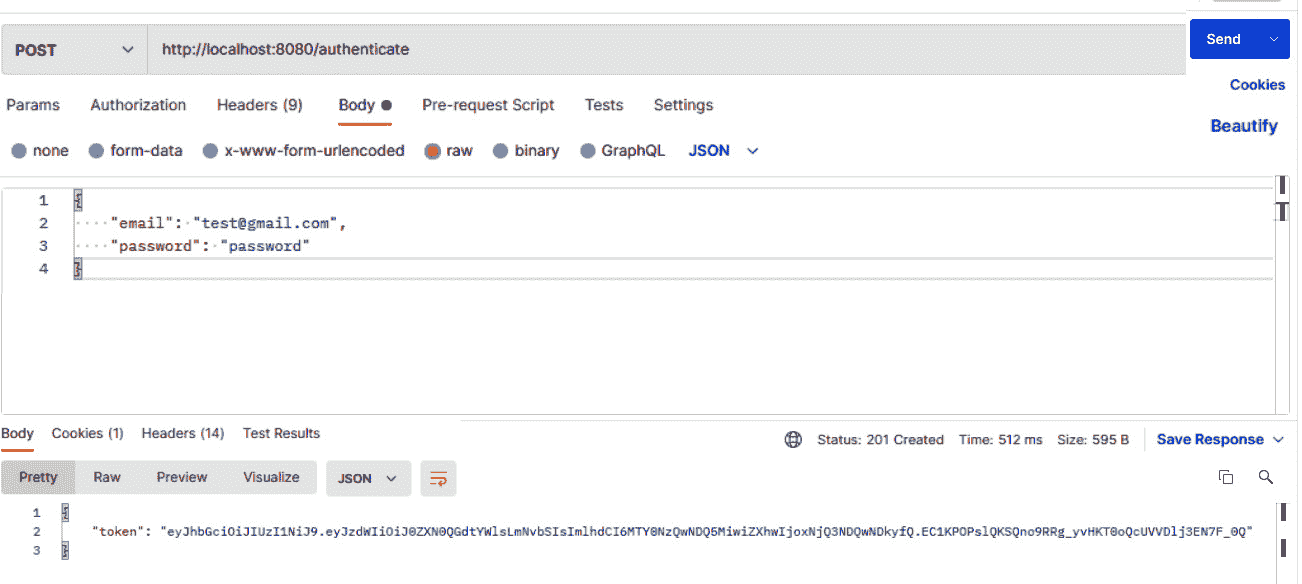 POST http://localhost:8080/authenticate Send
Cookies
Params Authorization Headers (9) Body Pre-request Script Tests Settings
Beautify
none form-data x-www-form-urlencoded raw binary GraphQL JSON
1 {
2 "email": "test@gmail.com",
3 "password": "password"
4 }
Body Cookies (1) Headers (14) Test Results Status: 201 Created Time: 512 ms Size: 595 B Save Response
Pretty Raw Preview Visualize JSON
1 {
2 "token": "eyJhbGciOiJIUzI1NiJ9.eyJzdWIiOiJ0ZXN0QGdtYWlsLmNvbSIsImlhdCI6MTY0NzQwNDQ5MiwiZXhwIjoxNjQ3NDQwNDkyfQ.EC1KPOPslQKSQno9RRg_yvHKT0oQcUVVDlj3EN7F_0Q"
3 }